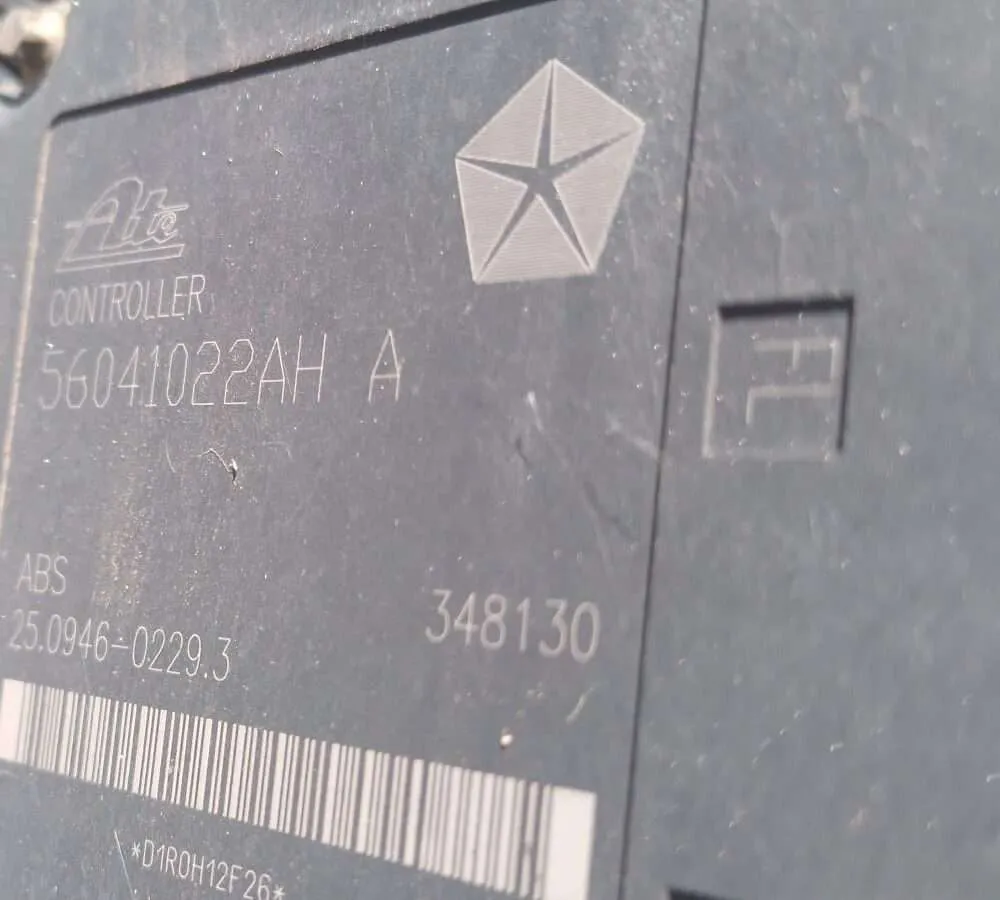 Ate
CONTROLLER
56041022AH A
ABS
25.0946-0229.3
348130
*D1R0H12F26*